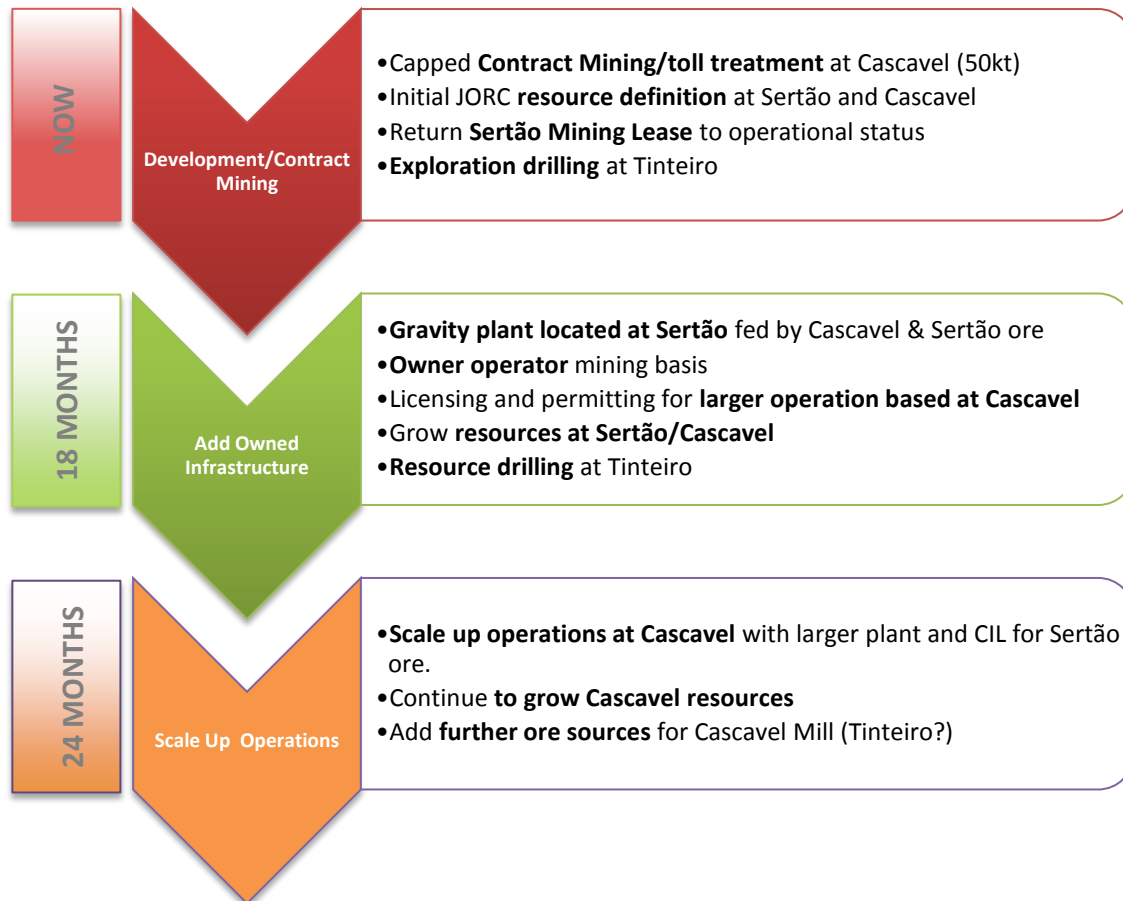 NOW
Development/Contract
Mining
•Capped Contract Mining/toll treatment at Cascavel (50kt)
•Initial JORC resource definition at Sertão and Cascavel
•Return Sertão Mining Lease to operational status
•Exploration drilling at Tinteiro
18 MONTHS
Add Owned
Infrastructure
•Gravity plant located at Sertão fed by Cascavel & Sertão ore
•Owner operator mining basis
•Licensing and permitting for larger operation based at Cascavel
•Grow resources at Sertão/Cascavel
•Resource drilling at Tinteiro
24 MONTHS
Scale Up Operations
•Scale up operations at Cascavel with larger plant and CIL for Sertão
ore.
•Continue to grow Cascavel resources
•Add further ore sources for Cascavel Mill (Tinteiro?)